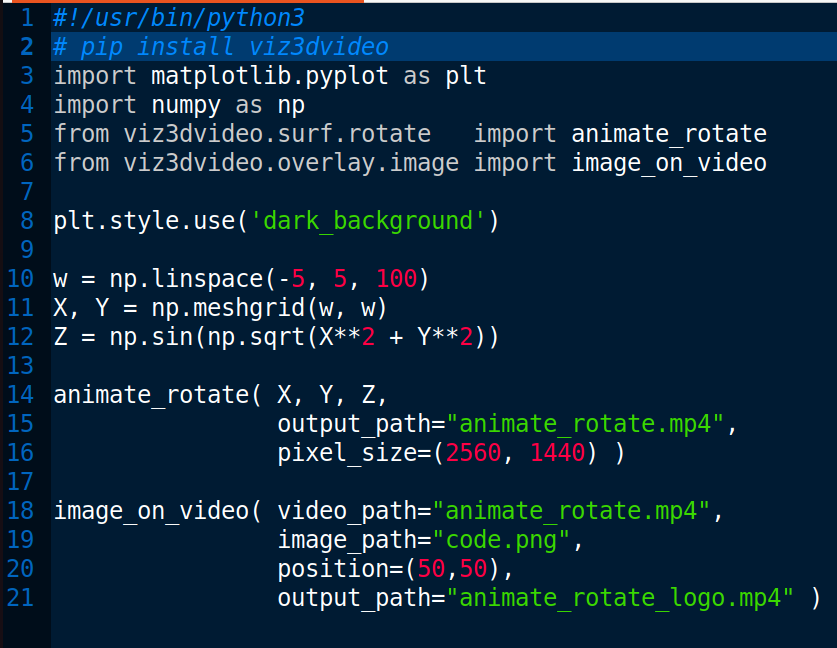 1 #!/usr/bin/python3
2 # pip install viz3dvideo
3 import matplotlib.pyplot as plt
4 import numpy as np
5 from viz3dvideo.surf.rotate   import animate_rotate
6 from viz3dvideo.overlay.image import image_on_video
7
8 plt.style.use('dark_background')
9
10 w = np.linspace(-5, 5, 100)
11 X, Y = np.meshgrid(w, w)
12 Z = np.sin(np.sqrt(X**2 + Y**2))
13
14 animate_rotate( X, Y, Z,
15                 output_path="animate_rotate.mp4",
16                 pixel_size=(2560, 1440) )
17
18 image_on_video( video_path="animate_rotate.mp4",
19                 image_path="code.png",
20                 position=(50,50),
21                 output_path="animate_rotate_logo.mp4" )